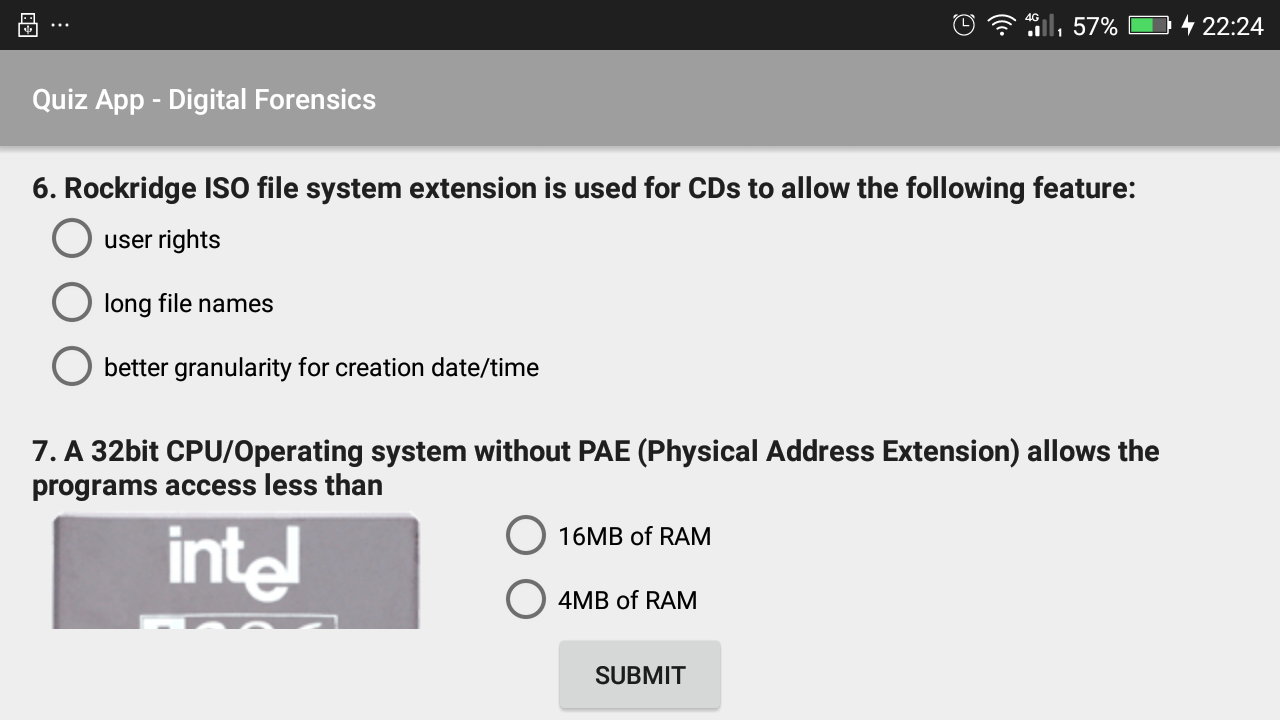 4G 1 57% 22:24
Quiz App - Digital Forensics
6. Rockridge ISO file system extension is used for CDs to allow the following feature:
user rights
long file names
better granularity for creation date/time
7. A 32bit CPU/Operating system without PAE (Physical Address Extension) allows the
programs access less than
intel
16MB of RAM
4MB of RAM
SUBMIT